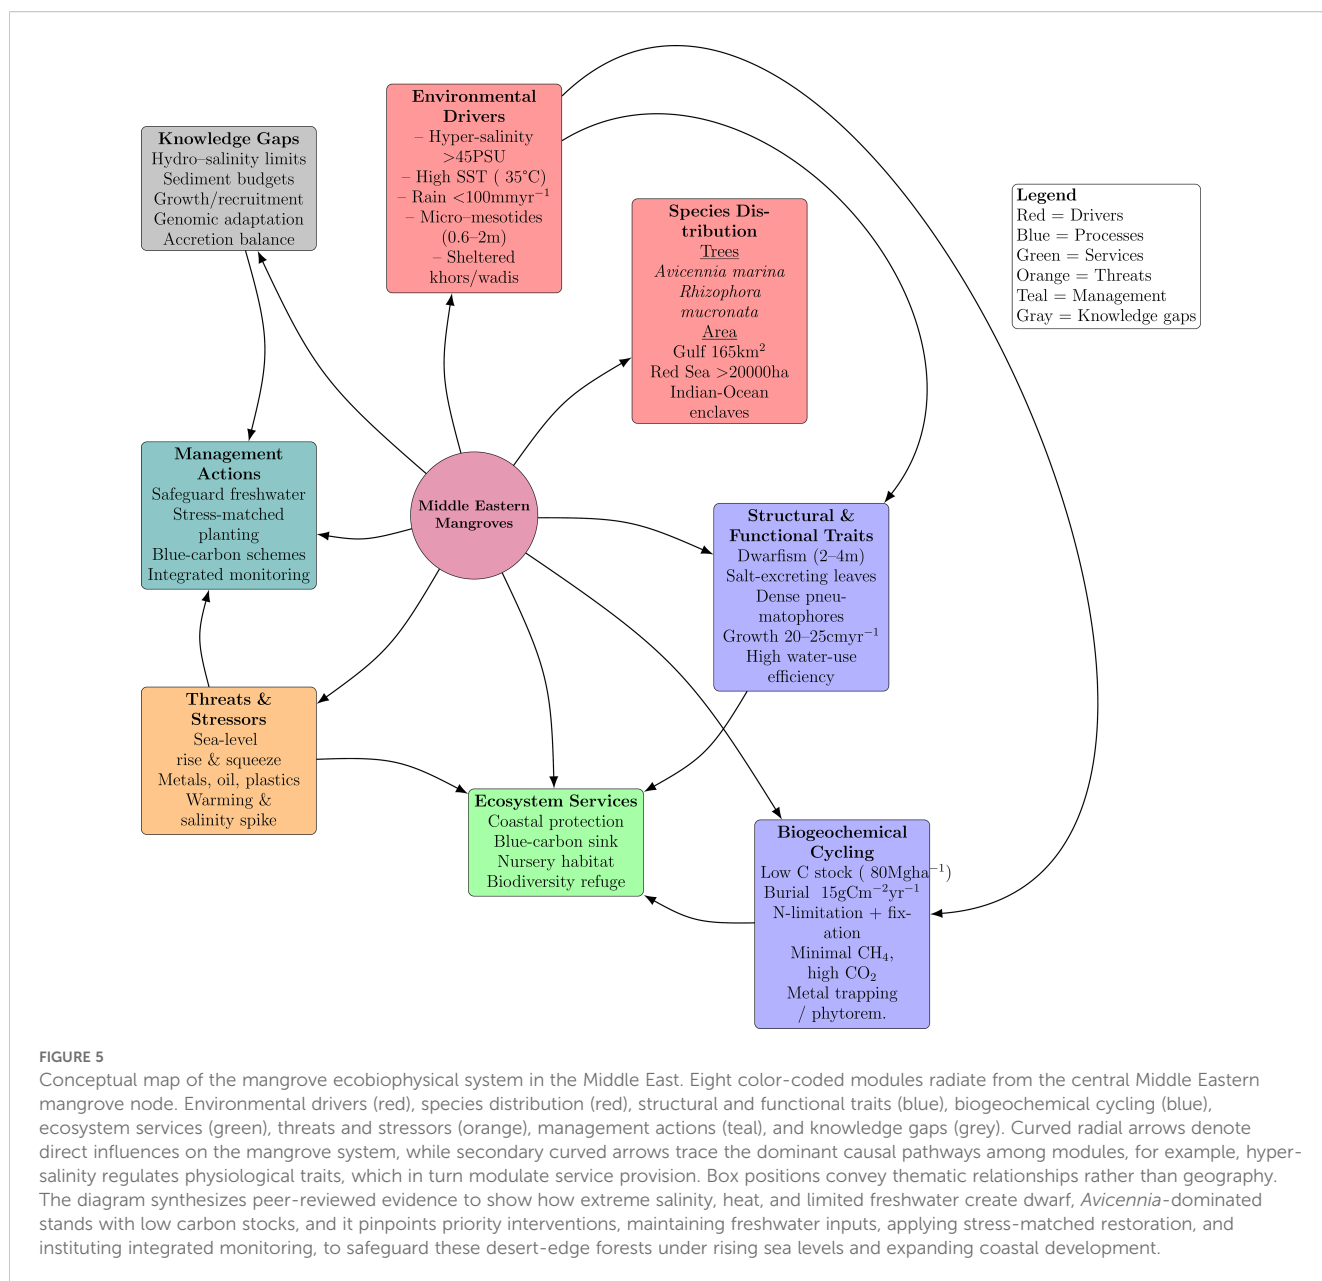 Environmental
Drivers
– Hyper-salinity
>45PSU
– High SST ( 35°C)
– Rain <100mmyr⁻¹
– Micro–mesotides
(0.6–2m)
– Sheltered
khors/wadis
Knowledge Gaps
Hydro–salinity limits
Sediment budgets
Growth/recruitment
Genomic adaptation
Accretion balance
Species Dis-
tribution
Trees
Avicennia marina
Rhizophora
mucronata
Area
Gulf 165km²
Red Sea >20000ha
Indian-Ocean
enclaves
Legend
Red = Drivers
Blue = Processes
Green = Services
Orange = Threats
Teal = Management
Gray = Knowledge gaps
Management
Actions
Safeguard freshwater
Stress-matched
planting
Blue-carbon schemes
Integrated monitoring
Middle Eastern
Mangroves
Structural &
Functional Traits
Dwarfism (2–4m)
Salt-excreting leaves
Dense pneu-
matophores
Growth 20–25cmyr⁻¹
High water-use
efficiency
Threats &
Stressors
Sea-level
rise & squeeze
Metals, oil, plastics
Warming &
salinity spike
Ecosystem Services
Coastal protection
Blue-carbon sink
Nursery habitat
Biodiversity refuge
Biogeochemical
Cycling
Low C stock ( 80Mgha⁻¹)
Burial 15gCm⁻²yr⁻¹
N-limitation + fix-
ation
Minimal CH₄,
high CO₂
Metal trapping
/ phytorem.
FIGURE 5
Conceptual map of the mangrove ecobiophysical system in the Middle East. Eight color-coded modules radiate from the central Middle Eastern
mangrove node. Environmental drivers (red), species distribution (red), structural and functional traits (blue), biogeochemical cycling (blue),
ecosystem services (green), threats and stressors (orange), management actions (teal), and knowledge gaps (grey). Curved radial arrows denote
direct influences on the mangrove system, while secondary curved arrows trace the dominant causal pathways among modules, for example, hyper-
salinity regulates physiological traits, which in turn modulate service provision. Box positions convey thematic relationships rather than geography.
The diagram synthesizes peer-reviewed evidence to show how extreme salinity, heat, and limited freshwater create dwarf, Avicennia-dominated
stands with low carbon stocks, and it pinpoints priority interventions, maintaining freshwater inputs, applying stress-matched restoration, and
instituting integrated monitoring, to safeguard these desert-edge forests under rising sea levels and expanding coastal development.